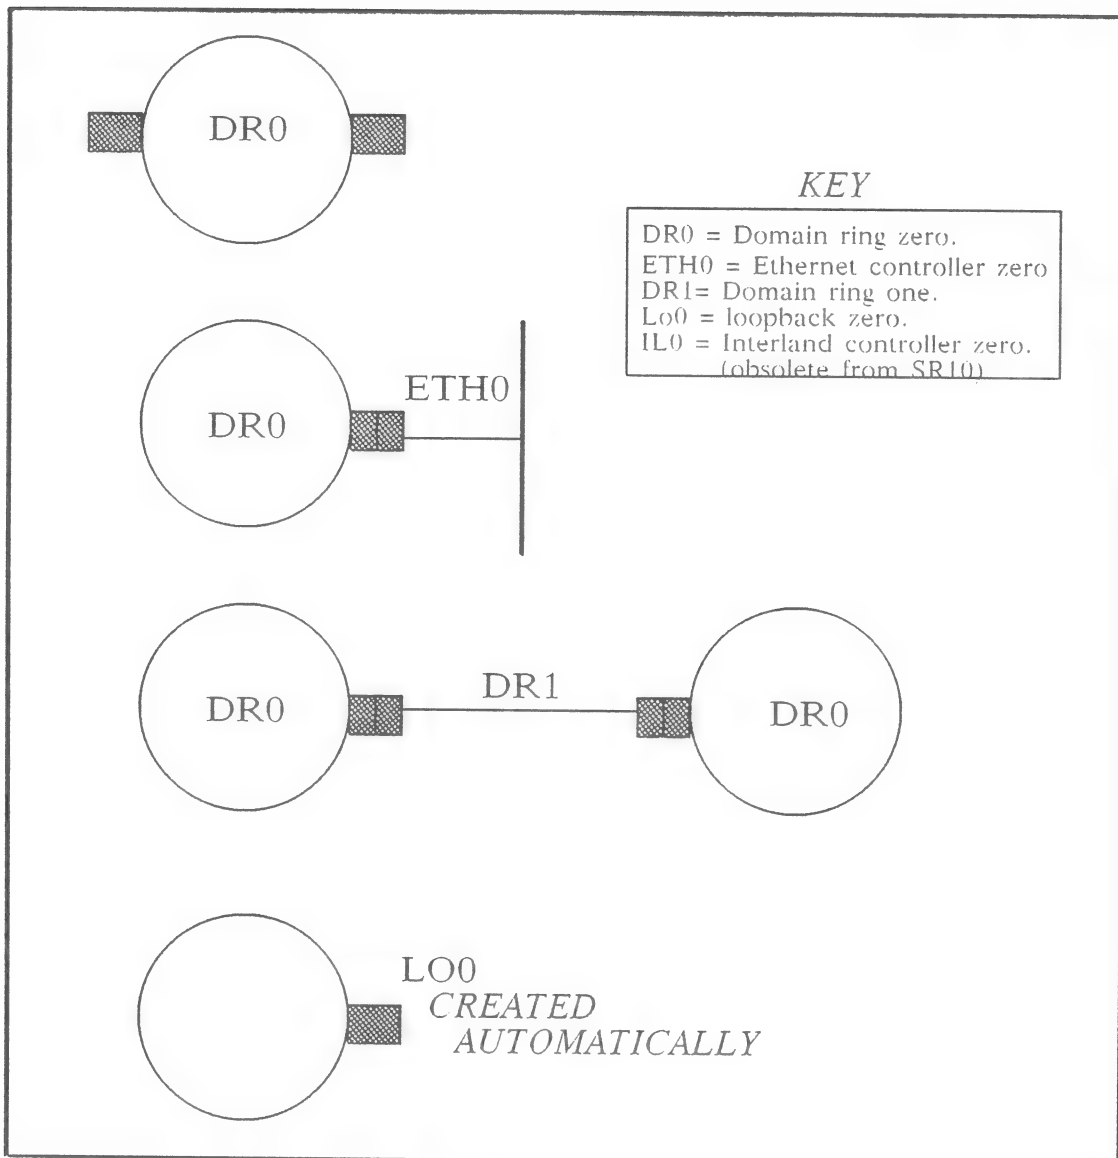 DR0
KEY
DR0 = Domain ring zero.
ETH0 = Ethernet controller zero
DR1= Domain ring one.
Lo0 = loopback zero.
IL0 = Interland controller zero.
(obsolete from SR10)
ETH0
DR0
DR0
DR1
DR0
LO0
CREATED
AUTOMATICALLY